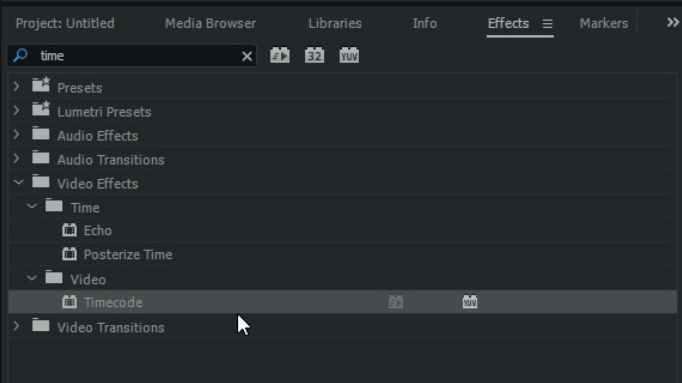 Project: Untitled Media Browser Libraries Info Effects Markers
time 32 YUV
Presets
Lumetri Presets
Audio Effects
Audio Transitions
Video Effects
Time
Echo
Posterize Time
Video
Timecode YUV
Video Transitions